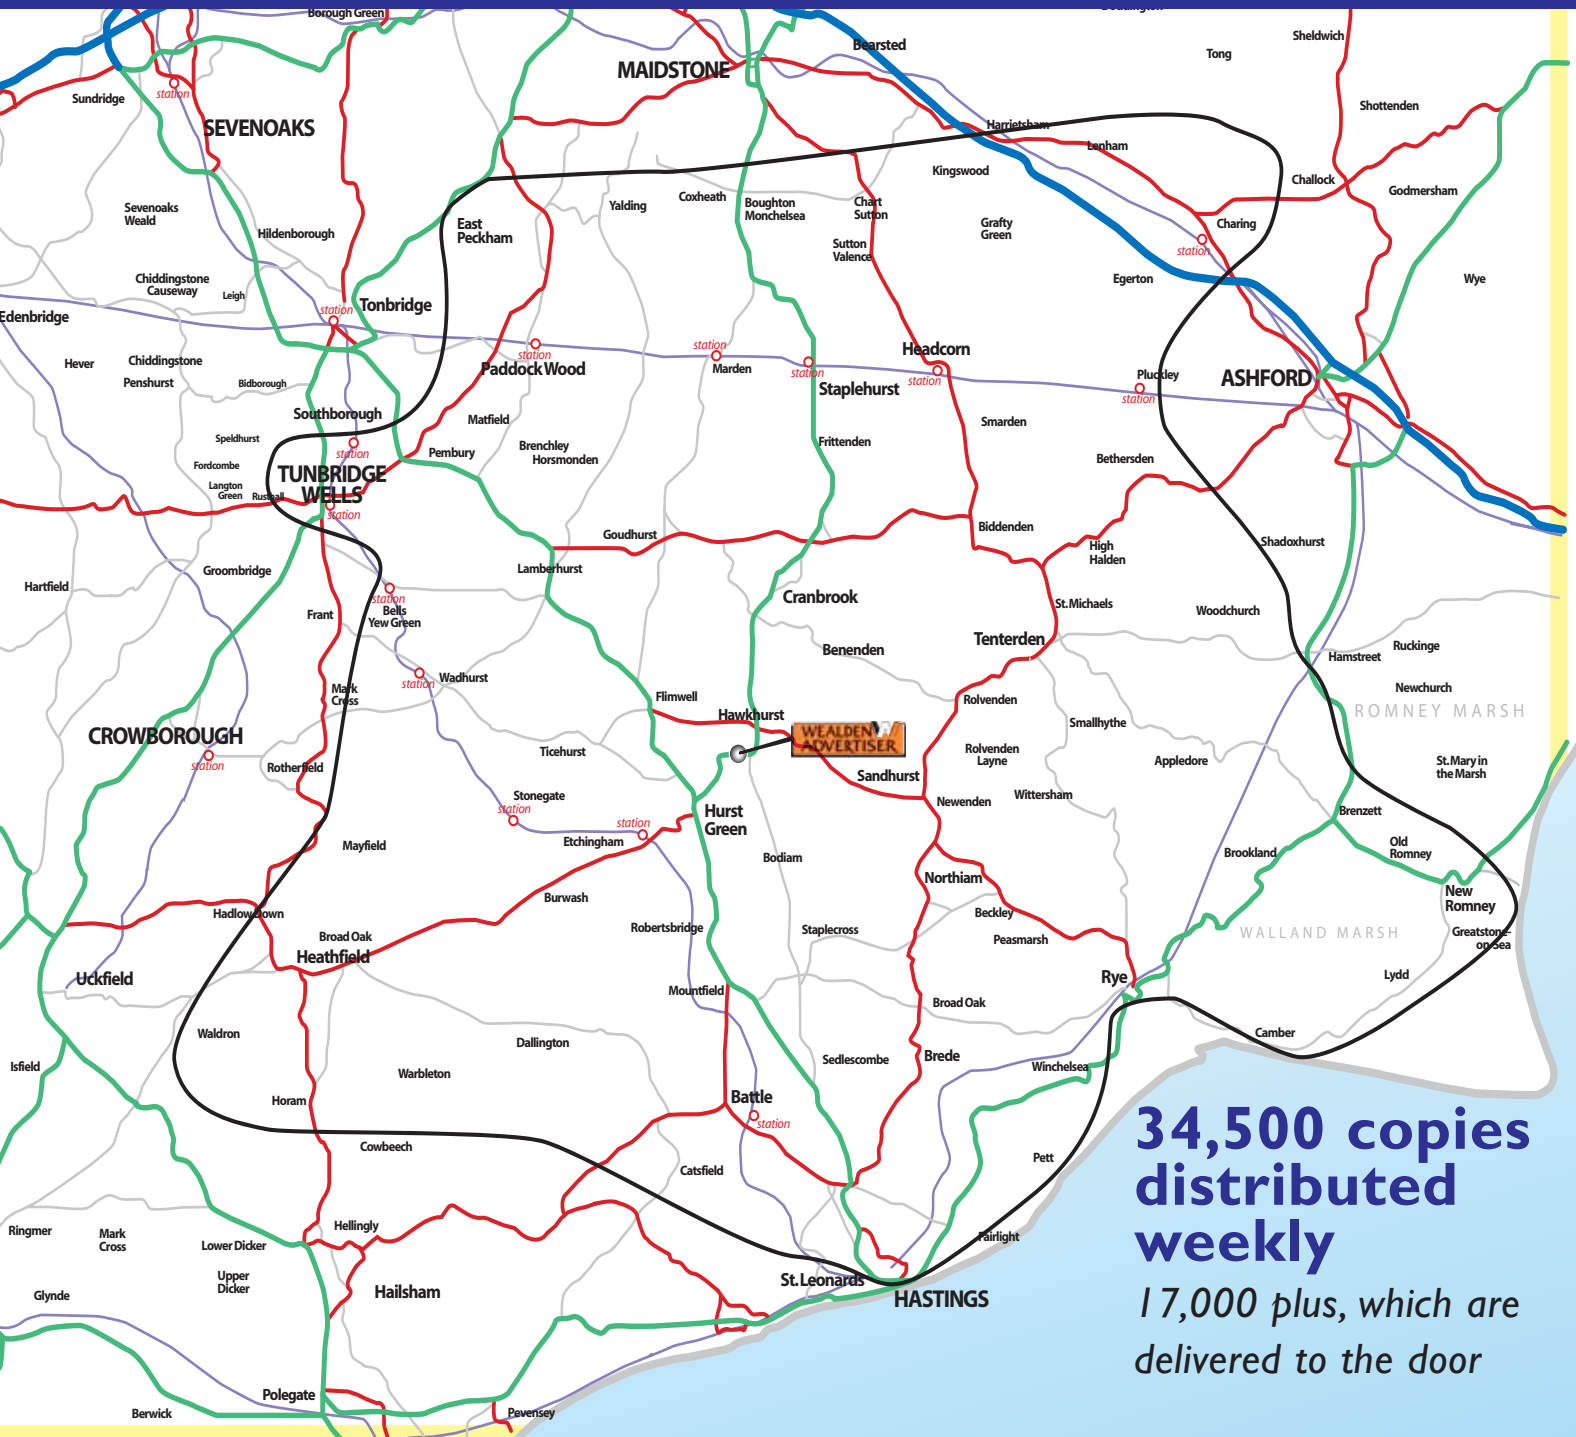 Borough Green
Bearsted
Sheldwich
Tong
MAIDSTONE
Sundridge
station
SEVENOAKS
Shottenden
Harrietsham
Lenham
Kingswood
Challock
Godmersham
Sevenoaks
Weald
Hildenborough
East
Peckham
Yalding
Coxheath
Boughton
Monchelsea
Chart
Sutton
Sutton
Valence
Grafty
Green
Charing
station
Egerton
Wye
Chiddingstone
Causeway
Leigh
Tonbridge
station
Edenbridge
Hever
Chiddingstone
Penshurst
Bidborough
station
Paddock Wood
station
Marden
station
Staplehurst
Headcorn
station
Pluckley
station
ASHFORD
Southborough
Speldhurst
station
Fordcombe
Langton
Green
Rusthall
TUNBRIDGE
WELLS
station
Matfield
Pembury
Brenchley
Horsmonden
Frittenden
Smarden
Bethersden
Goudhurst
Biddenden
High
Halden
Shadoxhurst
Hartfield
Groombridge
Lamberhurst
station
Bells
Yew Green
Frant
Cranbrook
Benenden
St.Michaels
Tenterden
Woodchurch
Hamstreet
Ruckinge
Newchurch
ROMNEY MARSH
Mark
Cross
station
Wadhurst
Flimwell
Hawkhurst
WEALDEN
ADVERTISER
W
Rolvenden
Smallhythe
Rolvenden
Layne
Appledore
St.Mary in
the Marsh
CROWBOROUGH
station
Rotherfield
Ticehurst
Sandhurst
Newenden
Wittersham
Stonegate
station
station
Etchingham
Hurst
Green
Brenzett
Old
Romney
Brookland
Mayfield
Bodiam
Northiam
New
Romney
Burwash
Beckley
Peasmarsh
Hadlow Down
Broad Oak
Heathfield
Robertsbridge
Staplecross
WALLAND MARSH
Greatstone-
on-Sea
Uckfield
Mountfield
Rye
Lydd
Broad Oak
Waldron
Dallington
Camber
Isfield
Warbleton
Sedlescombe
Brede
Winchelsea
Horam
Battle
station
Cowbeech
Catsfield
Pett
34,500 copies
distributed
weekly
17,000 plus, which are
delivered to the door
Ringmer
Mark
Cross
Lower Dicker
Hellingly
Fairlight
Upper
Dicker
Hailsham
St.Leonards
HASTINGS
Glynde
Polegate
Berwick
Pevensey